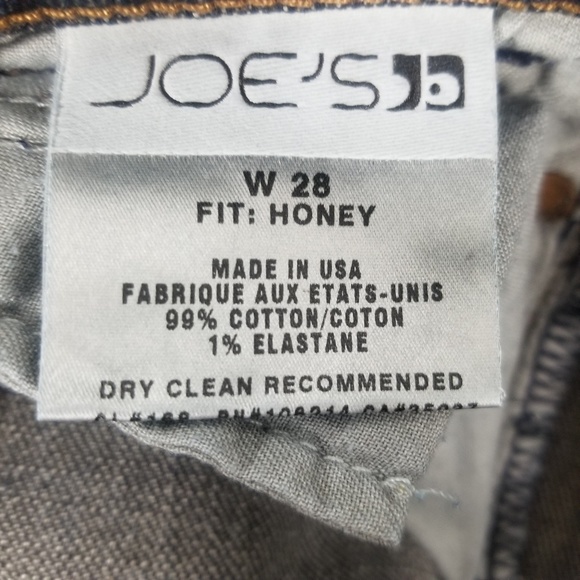 JOE'S
W 28
FIT: HONEY
MADE IN USA
FABRIQUE AUX ETATS-UNIS
99% COTTON/COTON
1% ELASTANE
DRY CLEAN RECOMMENDED